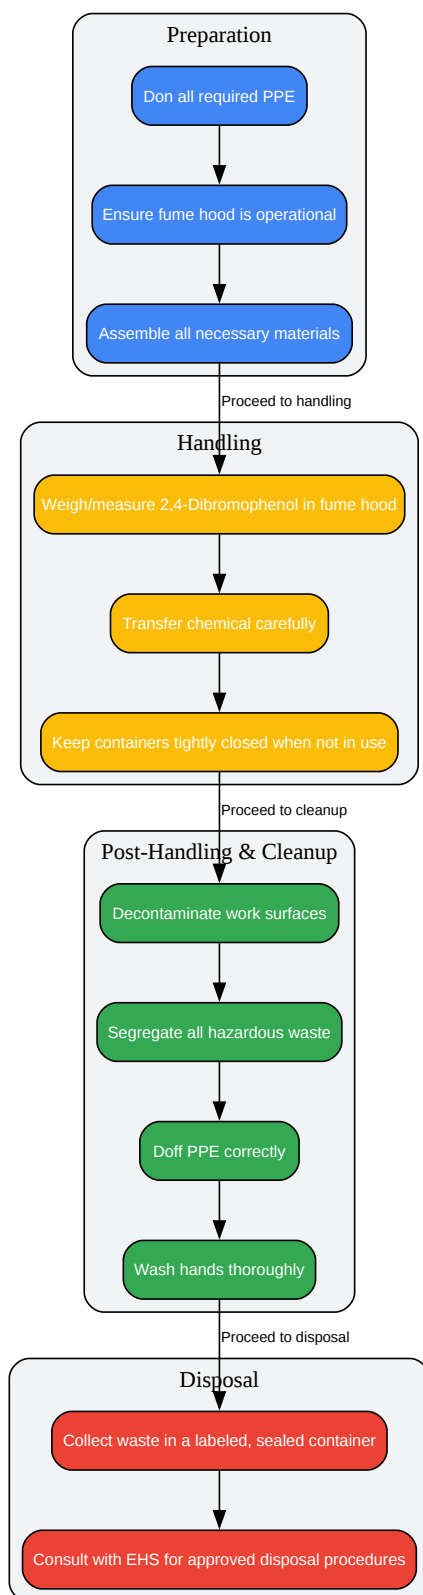 Preparation
Don all required PPE
Ensure fume hood is operational
Assemble all necessary materials
Proceed to handling
Handling
Weigh/measure 2,4-Dibromophenol in fume hood
Transfer chemical carefully
Keep containers tightly closed when not in use
Proceed to cleanup
Post-Handling & Cleanup
Decontaminate work surfaces
Segregate all hazardous waste
Doff PPE correctly
Wash hands thoroughly
Proceed to disposal
Disposal
Collect waste in a labeled, sealed container
Consult with EHS for approved disposal procedures